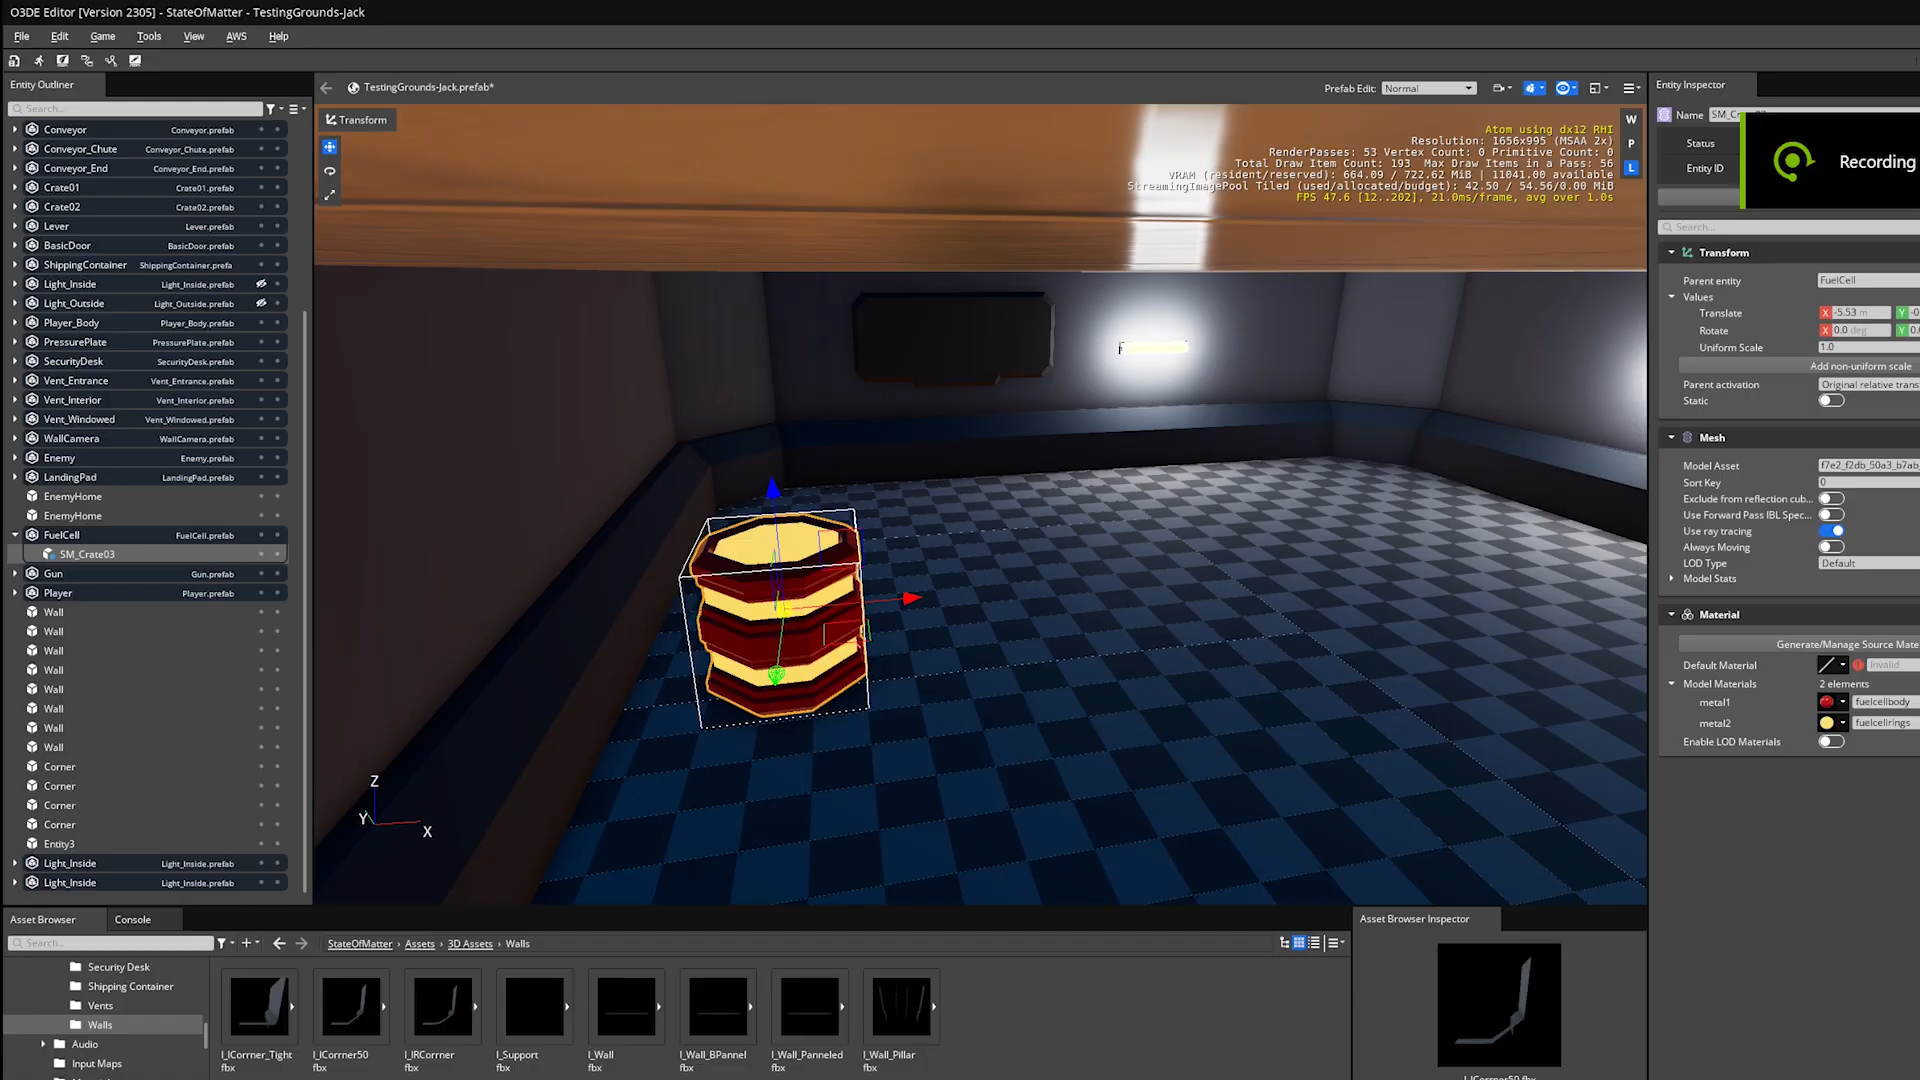 O3DE Editor [Version 2305] - StateOfMatter - TestingGrounds-Jack
File Edit Game Tools View AWS Help
Entity Outliner
Search...
Conveyor Conveyor.prefab
Conveyor_Chute Conveyor_Chute.prefab
Conveyor_End Conveyor_End.prefab
Crate01 Crate01.prefab
Crate02 Crate02.prefab
Lever Lever.prefab
BasicDoor BasicDoor.prefab
ShippingContainer ShippingContainer.prefa
Light_Inside Light_Inside.prefab
Light_Outside Light_Outside.prefab
Player_Body Player_Body.prefab
PressurePlate PressurePlate.prefab
SecurityDesk SecurityDesk.prefab
Vent_Entrance Vent_Entrance.prefab
Vent_Interior Vent_Interior.prefab
Vent_Windowed Vent_Windowed.prefab
WallCamera WallCamera.prefab
Enemy Enemy.prefab
LandingPad LandingPad.prefab
EnemyHome
EnemyHome
FuelCell FuelCell.prefab
SM_Crate03
Gun Gun.prefab
Player Player.prefab
Wall
Wall
Wall
Wall
Wall
Wall
Wall
Wall
Corner
Corner
Corner
Corner
Entity3
Light_Inside Light_Inside.prefab
Light_Inside Light_Inside.prefab
TestingGrounds-Jack.prefab*
Prefab Edit: Normal
Transform
W
P
L
Atom using dx12 RHI
Resolution: 1656x995 (MSAA 2x)
RenderPasses: 53 Vertex Count: 0 Primitive Count: 0
Total Draw Item Count: 193 Max Draw Items in a Pass: 56
VRAM (resident/reserved): 664.09 / 722.62 MiB | 11041.00 available
StreamingImagePool Tiled (used/allocated/budget): 42.50 / 54.56/0.00 MiB
FPS 47.6 [12..202], 21.0ms/frame, avg over 1.0s
Z
Y
X
Entity Inspector
Name SM_Cr
Status
Entity ID
Recording
Search...
Transform
Parent entity FuelCell
Values
Translate X -5.53 m Y -0
Rotate X 0.0 deg Y 0.
Uniform Scale 1.0
Add non-uniform scale
Parent activation Original relative trans
Static
Mesh
Model Asset f7e2_f2db_50a3_b7ab_
Sort Key 0
Exclude from reflection cub...
Use Forward Pass IBL Spec...
Use ray tracing
Always Moving
LOD Type Default
Model Stats
Material
Generate/Manage Source Mate
Default Material Invalid
Model Materials 2 elements
metal1 fuelcellbody
metal2 fuelcellrings
Enable LOD Materials
Asset Browser Console
Search...
StateOfMatter › Assets › 3D Assets › Walls
Security Desk
Shipping Container
Vents
Walls
Audio
Input Maps
I_ICorrner_Tight
fbx
I_ICorrner50
fbx
I_IRCorrner
fbx
I_Support
fbx
I_Wall
fbx
I_Wall_BPannel
fbx
I_Wall_Panneled
fbx
I_Wall_Pillar
fbx
Asset Browser Inspector
I_ICorrner50.fbx